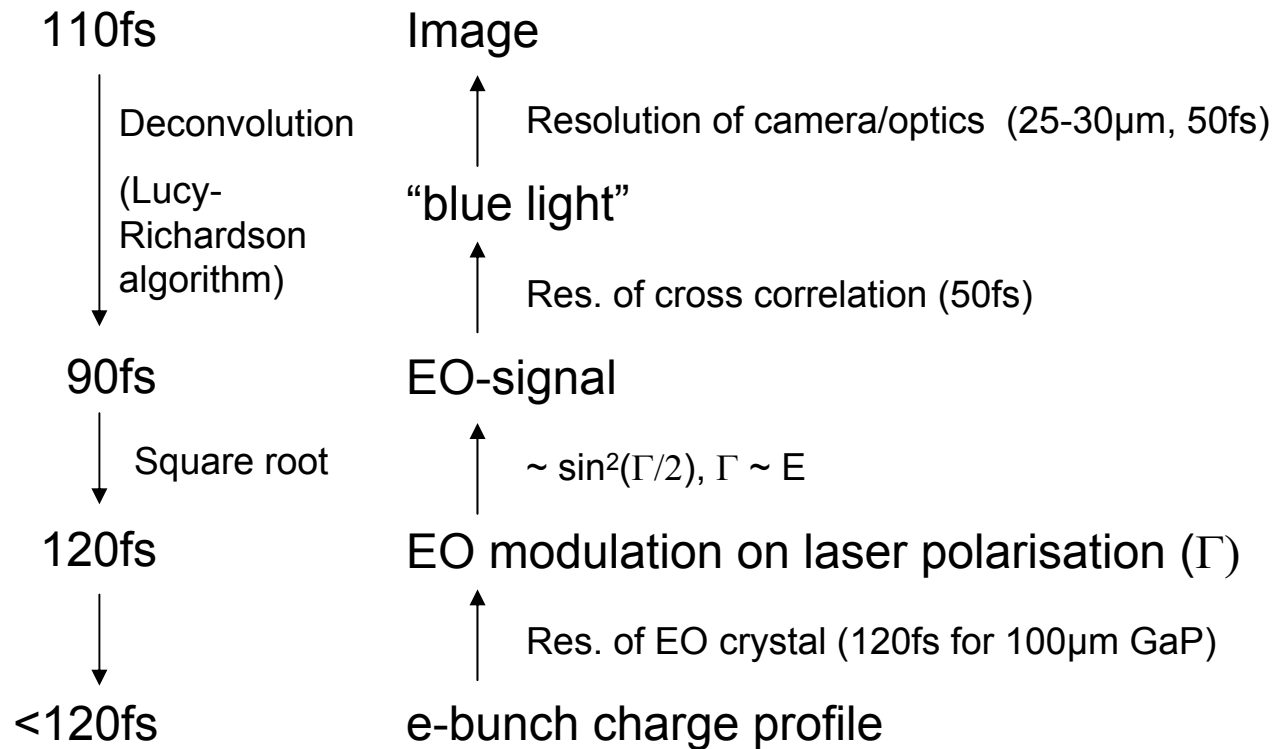 110fs Image
Deconvolution
(Lucy-
Richardson
algorithm)
Resolution of camera/optics (25-30µm, 50fs)
“blue light”
Res. of cross correlation (50fs)
90fs EO-signal
Square root
~ sin²(Γ/2), Γ ~ E
120fs EO modulation on laser polarisation (Γ)
Res. of EO crystal (120fs for 100µm GaP)
<120fs e-bunch charge profile